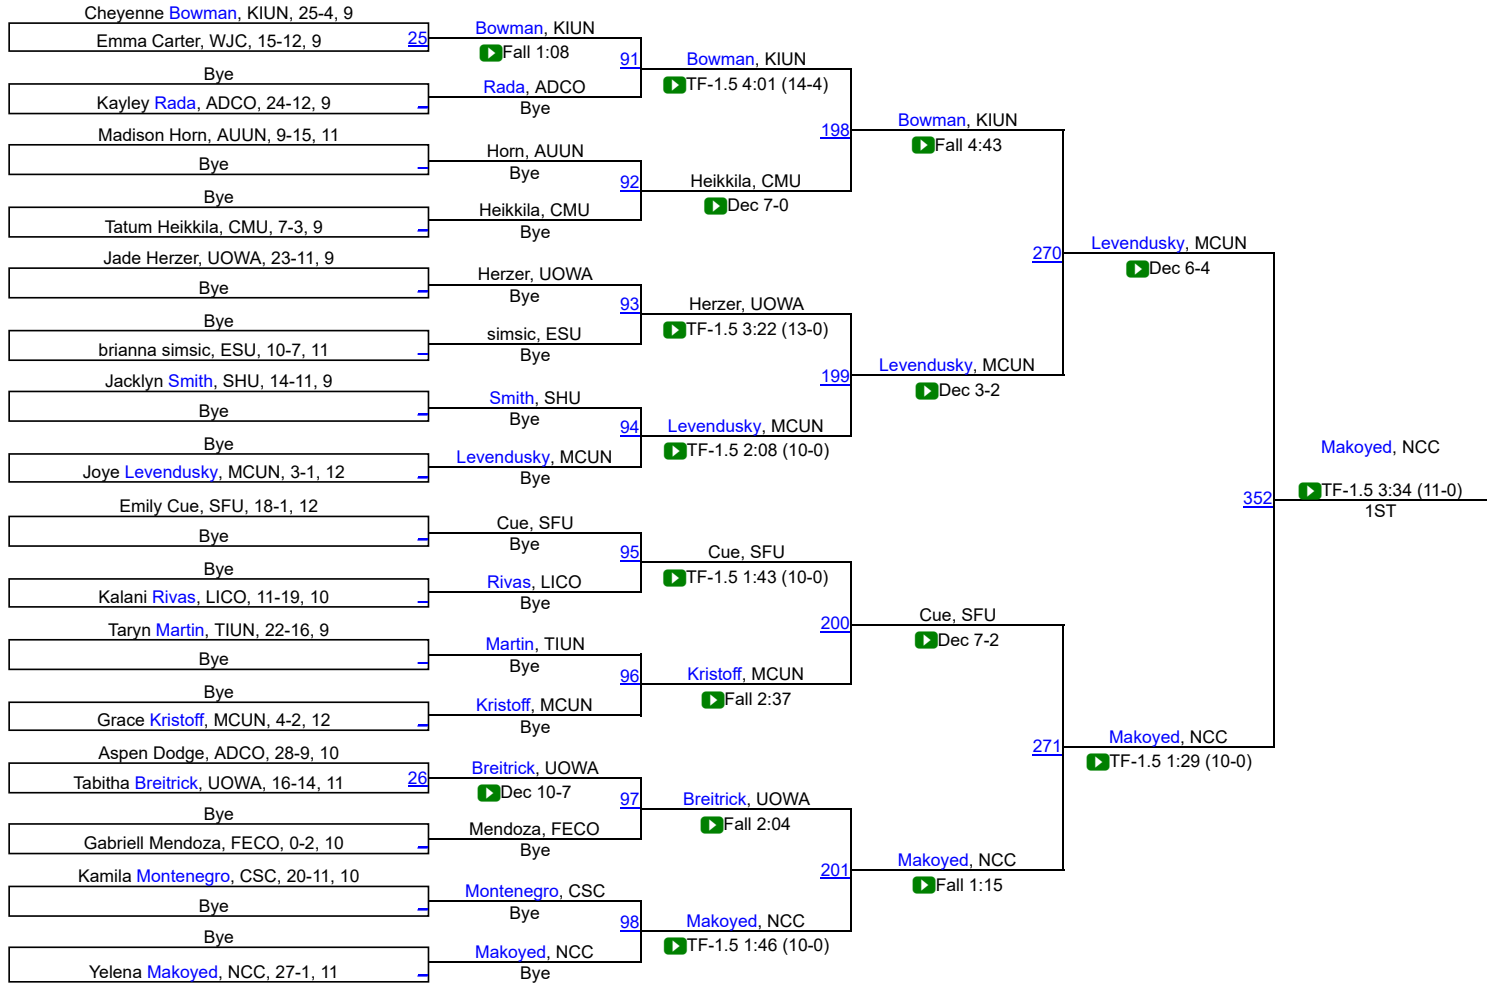 Cheyenne Bowman, KIUN, 25-4, 9
Emma Carter, WJC, 15-12, 9
25
Bye
Kayley Rada, ADCO, 24-12, 9
Madison Horn, AUUN, 9-15, 11
Bye
Bye
Tatum Heikkila, CMU, 7-3, 9
Jade Herzer, UOWA, 23-11, 9
Bye
Bye
brianna simsic, ESU, 10-7, 11
Jacklyn Smith, SHU, 14-11, 9
Bye
Bye
Joye Levendusky, MCUN, 3-1, 12
Emily Cue, SFU, 18-1, 12
Bye
Bye
Kalani Rivas, LICO, 11-19, 10
Taryn Martin, TIUN, 22-16, 9
Bye
Bye
Grace Kristoff, MCUN, 4-2, 12
Aspen Dodge, ADCO, 28-9, 10
Tabitha Breitrick, UOWA, 16-14, 11
26
Bye
Gabriell Mendoza, FECO, 0-2, 10
Kamila Montenegro, CSC, 20-11, 10
Bye
Bye
Yelena Makoyed, NCC, 27-1, 11
Bowman, KIUN
Fall 1:08
91
Rada, ADCO
Bye
Horn, AUUN
Bye
92
Heikkila, CMU
Bye
Herzer, UOWA
Bye
93
simsic, ESU
Bye
Smith, SHU
Bye
94
Levendusky, MCUN
Bye
Cue, SFU
Bye
95
Rivas, LICO
Bye
Martin, TIUN
Bye
96
Kristoff, MCUN
Bye
Breitrick, UOWA
Dec 10-7
97
Mendoza, FECO
Bye
Montenegro, CSC
Bye
98
Makoyed, NCC
Bye
Bowman, KIUN
TF-1.5 4:01 (14-4)
198
Heikkila, CMU
Dec 7-0
Herzer, UOWA
TF-1.5 3:22 (13-0)
199
Levendusky, MCUN
TF-1.5 2:08 (10-0)
Cue, SFU
TF-1.5 1:43 (10-0)
200
Kristoff, MCUN
Fall 2:37
Breitrick, UOWA
Fall 2:04
201
Makoyed, NCC
TF-1.5 1:46 (10-0)
Bowman, KIUN
Fall 4:43
270
Levendusky, MCUN
Dec 3-2
Cue, SFU
Dec 7-2
271
Makoyed, NCC
Fall 1:15
Levendusky, MCUN
Dec 6-4
352
Makoyed, NCC
TF-1.5 1:29 (10-0)
Makoyed, NCC
TF-1.5 3:34 (11-0)
1ST